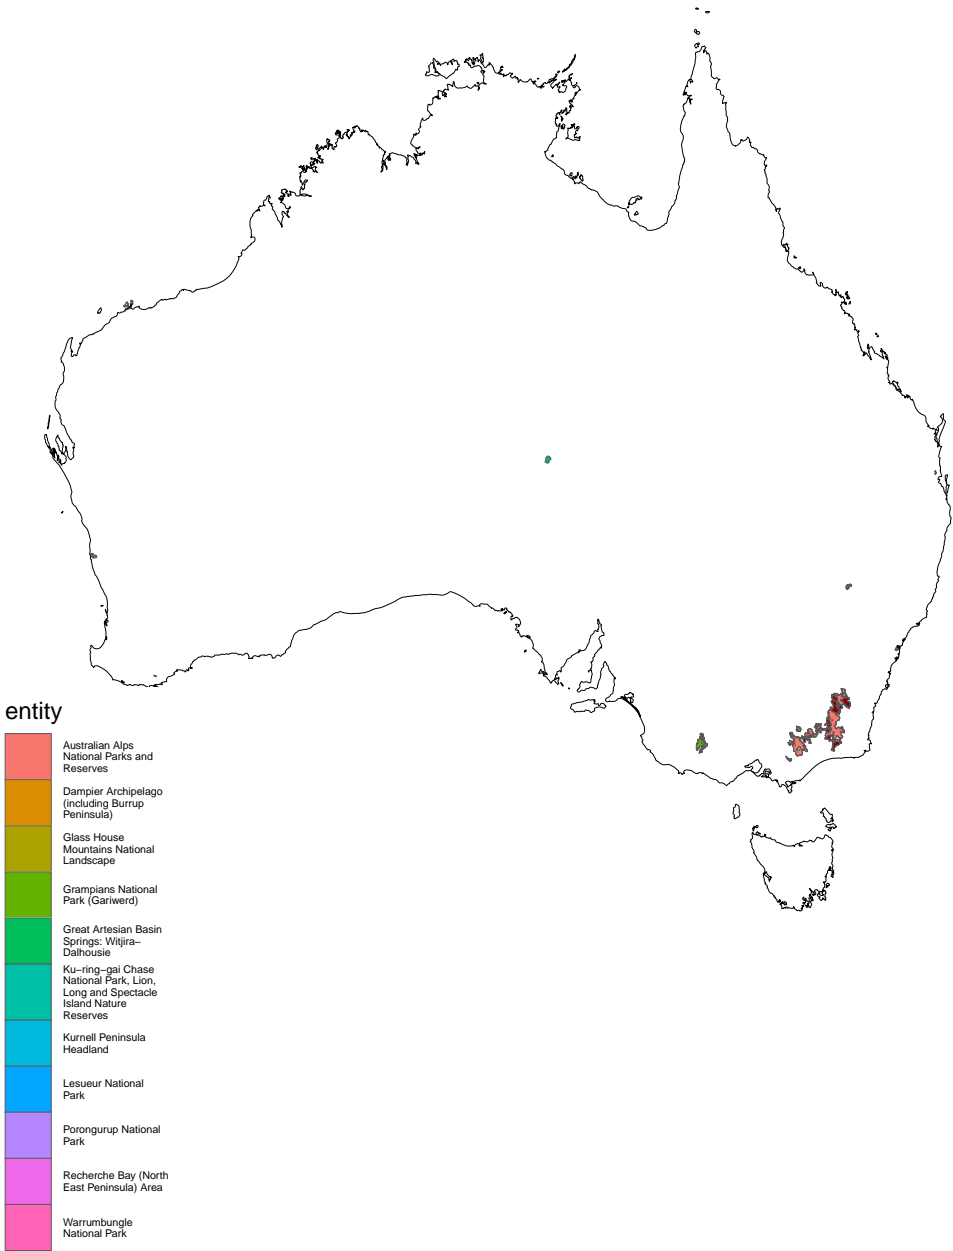 entity
Australian Alps
National Parks and
Reserves
Dampier Archipelago
(including Burrup
Peninsula)
Glass House
Mountains National
Landscape
Grampians National
Park (Gariwerd)
Great Artesian Basin
Springs: Witjira–
Dalhousie
Ku–ring–gai Chase
National Park, Lion,
Long and Spectacle
Island Nature
Reserves
Kurnell Peninsula
Headland
Lesueur National
Park
Porongurup National
Park
Recherche Bay (North
East Peninsula) Area
Warrumbungle
National Park